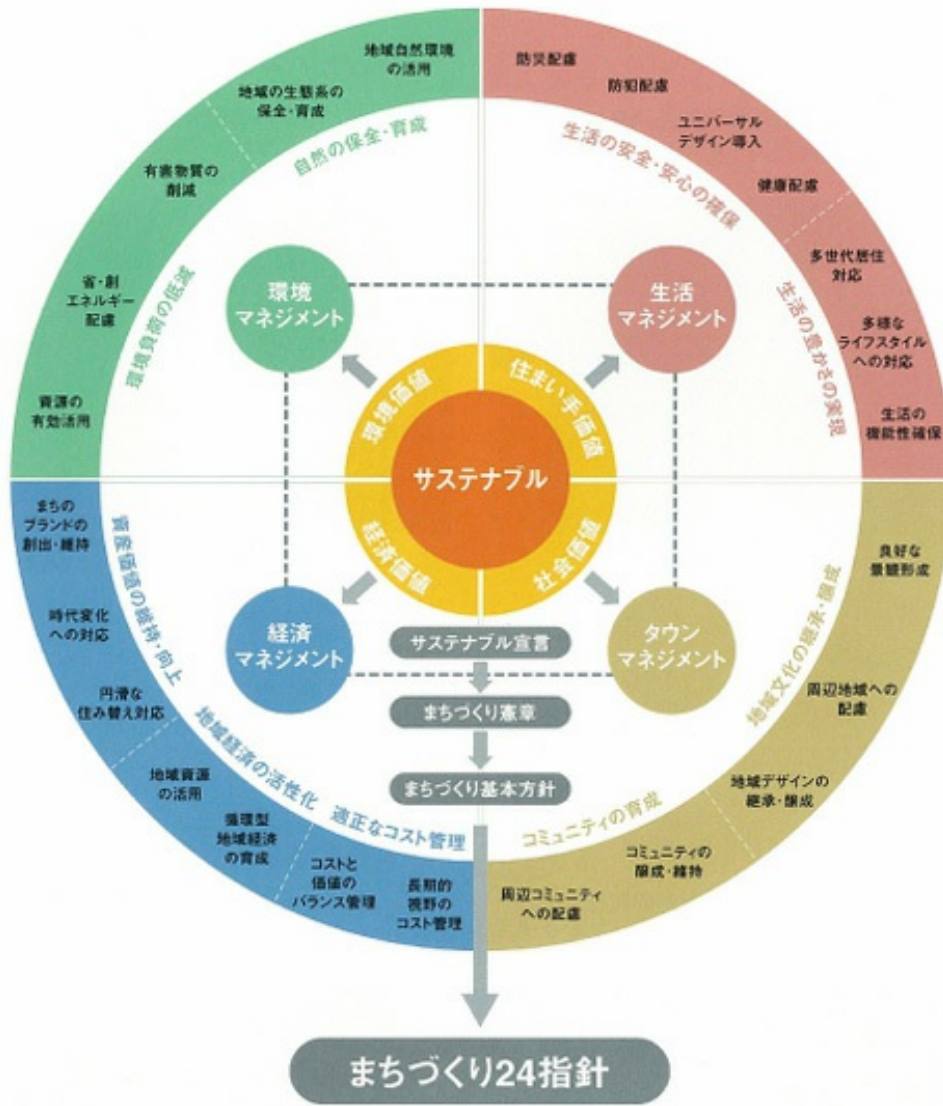 地域自然環境
の活用
地域の生態系の
保全・育成
有害物質の
削減
省・創
エネルギー
配慮
資源の
有効活用
自然の保全・育成
環境負荷の低減
防災配慮
防犯配慮
ユニバーサル
デザイン導入
健康配慮
多世代居住
対応
多様な
ライフスタイル
への対応
生活の
機能性確保
生活の安全・安心の確保
生活の豊かさの実現
環境
マネジメント
生活
マネジメント
環境価値
住まい手価値
サステナブル
経済価値
社会価値
経済
マネジメント
タウン
マネジメント
サステナブル宣言
まちづくり憲章
まちづくり基本方針
まちの
ブランドの
創出・維持
時代変化
への対応
円滑な
住み替え対応
地域資源
の活用
循環型
地域経済
の育成
コストと
価値の
バランス管理
長期的
視野の
コスト管理
資産価値の維持・向上
地域経済の活性化
適正なコスト管理
良好な
景観形成
周辺地域への
配慮
地域デザインの
継承・醸成
コミュニティの
醸成・維持
周辺コミュニティ
への配慮
地域文化の継承・醸成
コミュニティの育成
まちづくり24指針